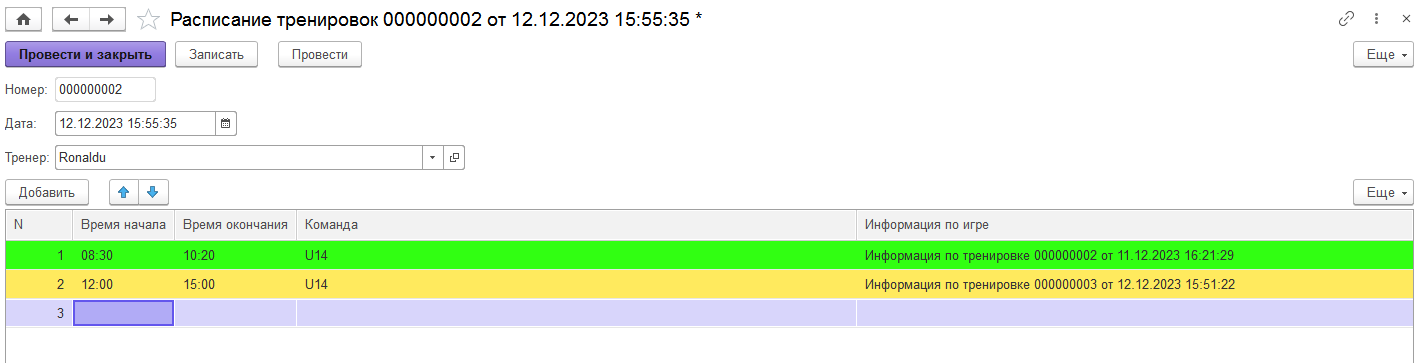 Расписание тренировок 000000002 от 12.12.2023 15:55:35 *
Провести и закрыть Записать Провести Еще
Номер: 000000002
Дата: 12.12.2023 15:55:35
Тренер: Ronaldu
Добавить Еще
N Время начала Время окончания Команда Информация по игре
1 08:30 10:20 U14 Информация по тренировке 000000002 от 11.12.2023 16:21:29
2 12:00 15:00 U14 Информация по тренировке 000000003 от 12.12.2023 15:51:22
3